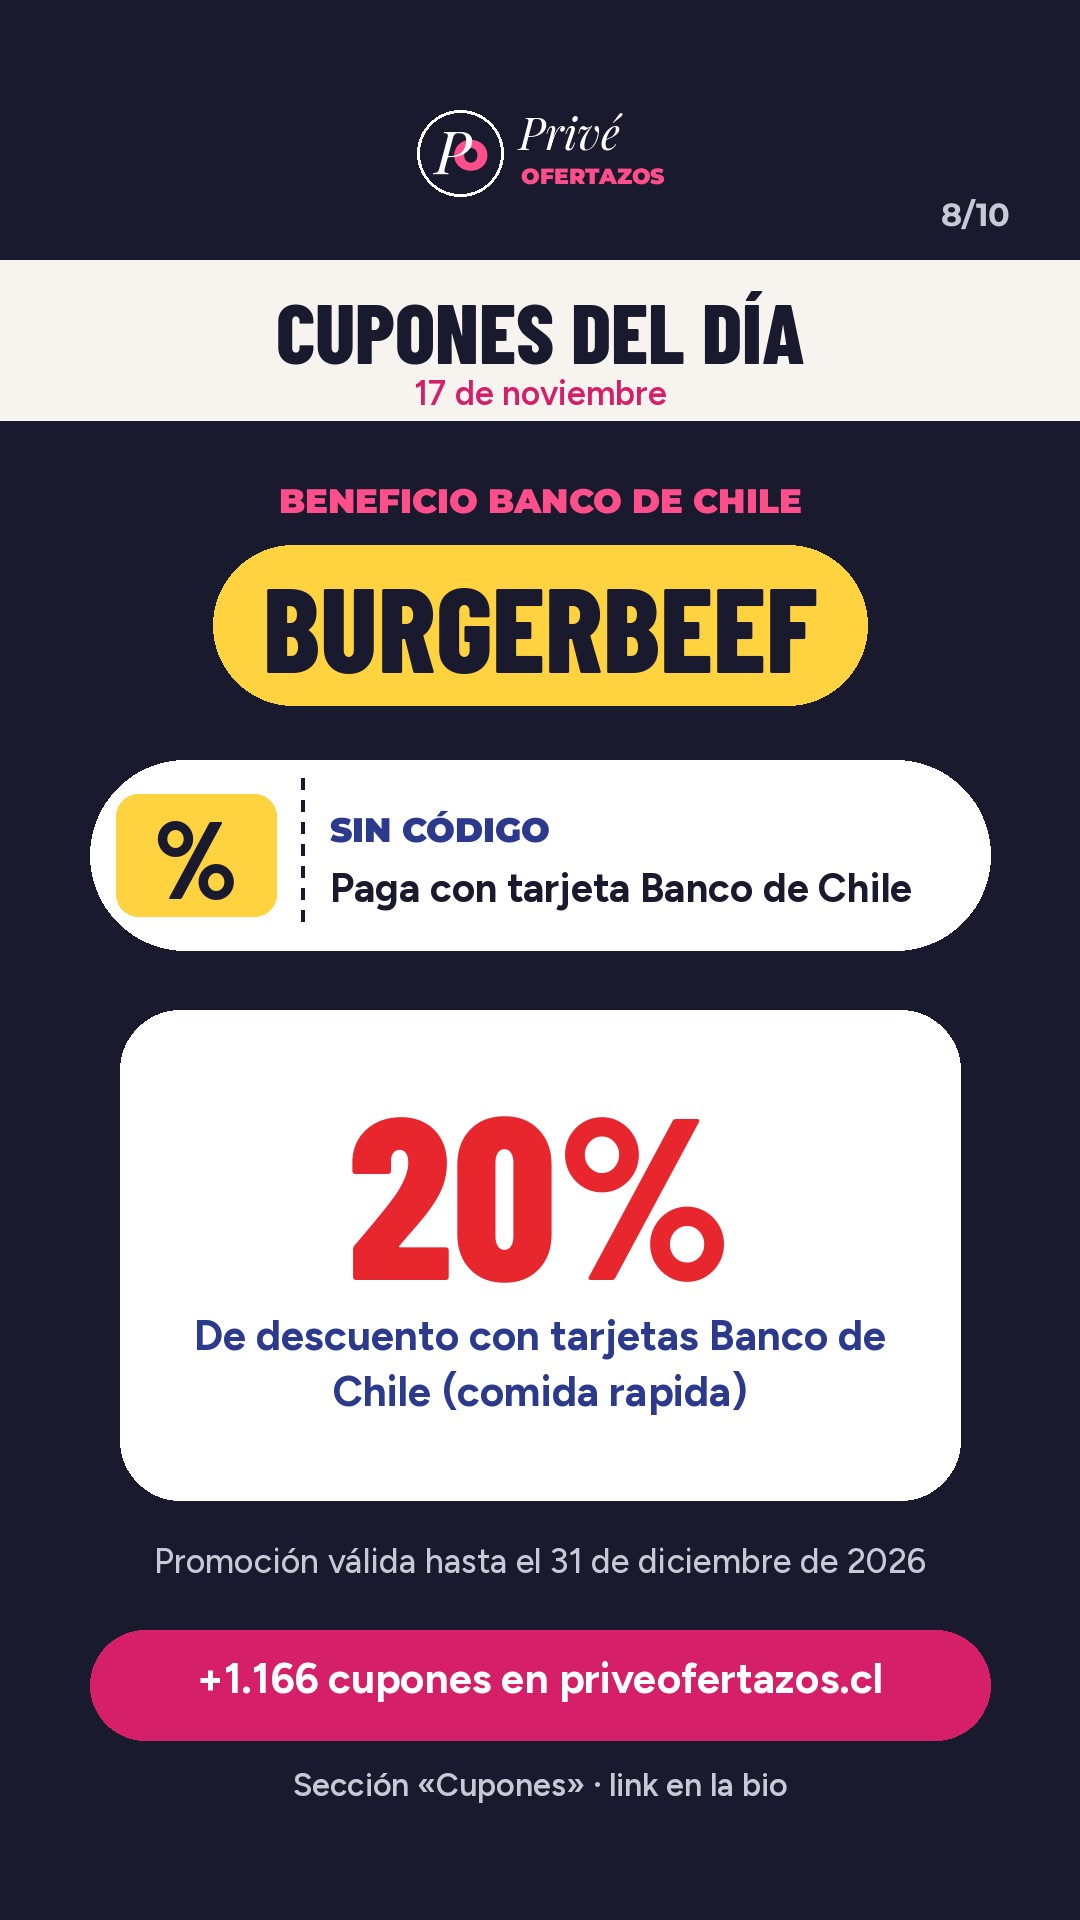 Po
Privé
OFERTAZOS
8/10
CUPONES DEL DÍA
17 de noviembre
BENEFICIO BANCO DE CHILE
BURGERBEEF
%
SIN CÓDIGO
Paga con tarjeta Banco de Chile
20%
De descuento con tarjetas Banco de
Chile (comida rapida)
Promoción válida hasta el 31 de diciembre de 2026
+1.166 cupones en priveofertazos.cl
Sección «Cupones» · link en la bio